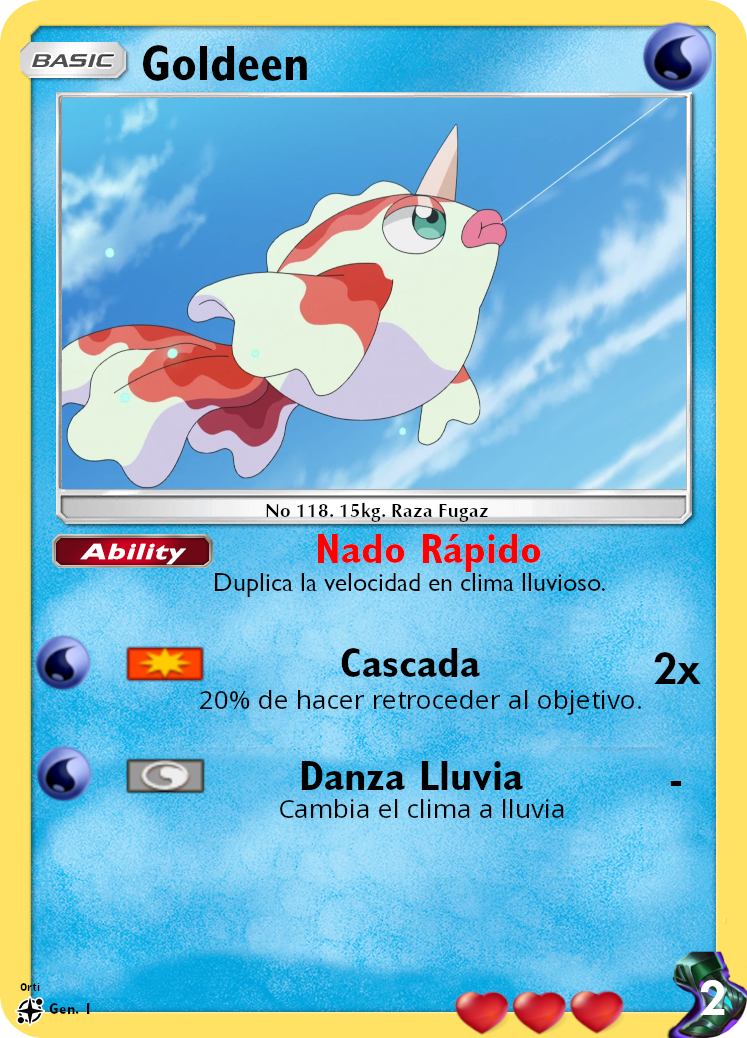 BASIC Goldeen
No 118. 15kg. Raza Fugaz
Ability Nado Rápido
Duplica la velocidad en clima lluvioso.
Cascada 2x
20% de hacer retroceder al objetivo.
Danza Lluvia -
Cambia el clima a lluvia
Orti
Gen. 1
2